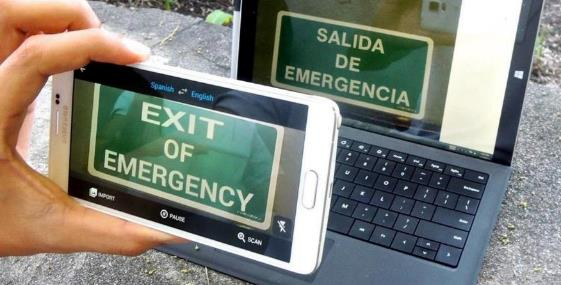 SALIDA
DE
EMERGENCIA
Spanish
English
EXIT
OF
EMERGENCY
IMPORT
PAUSE
SCAN